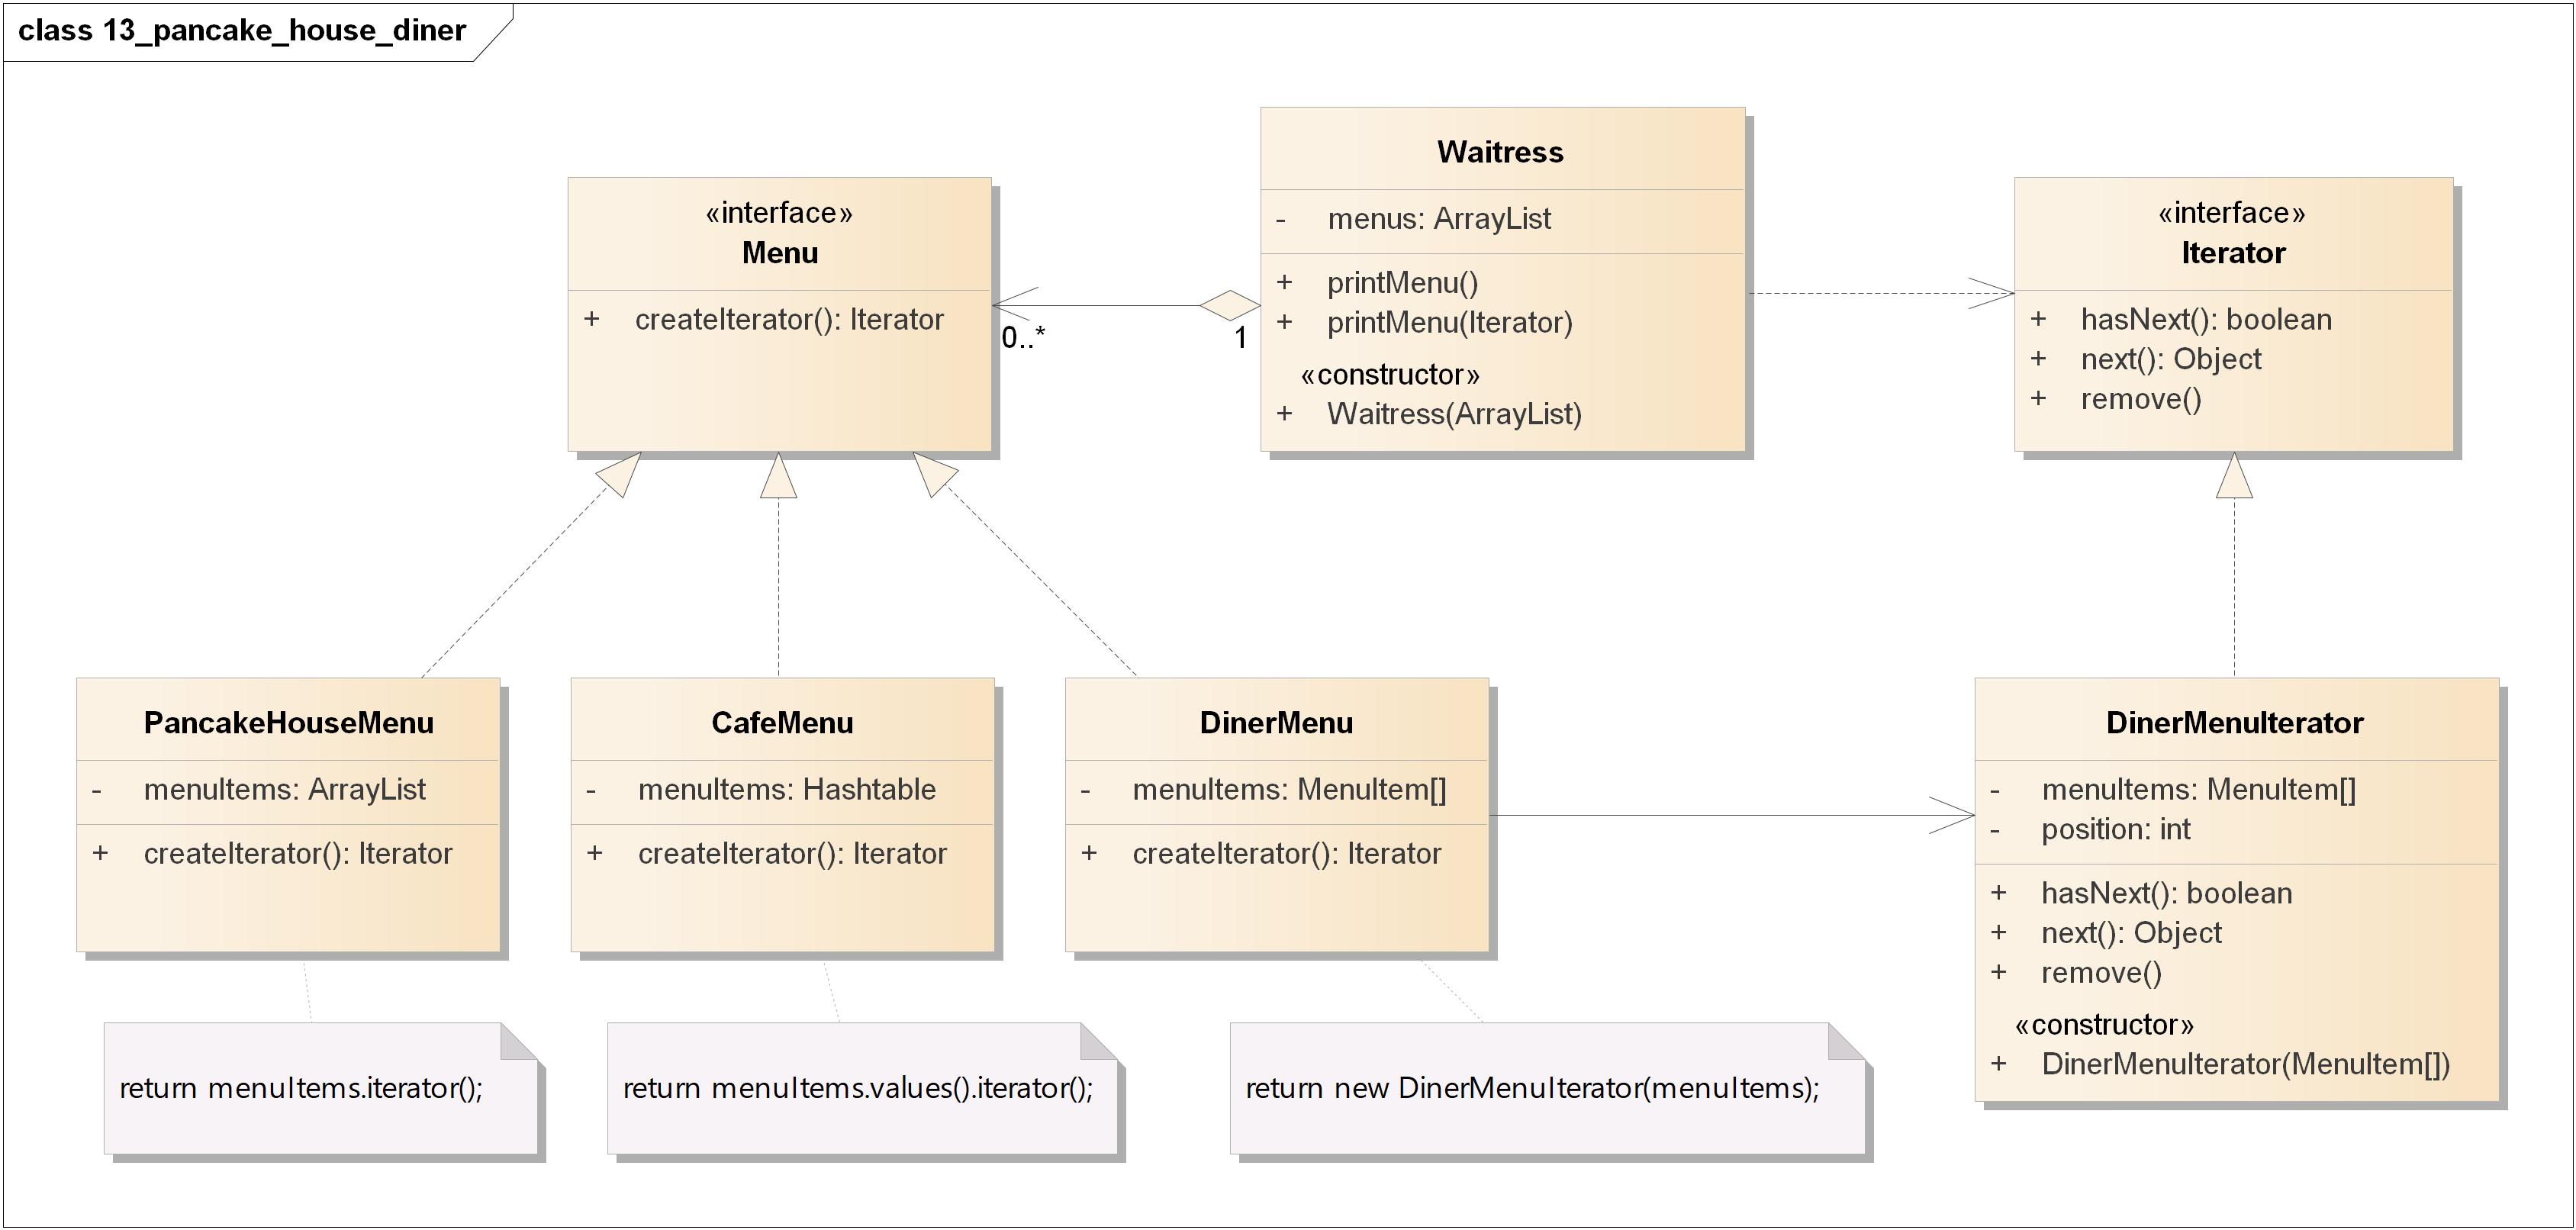 class 13_pancake_house_diner
«interface»
Menu
+ createIterator(): Iterator
0..*
1
Waitress
- menus: ArrayList
+ printMenu()
+ printMenu(Iterator)
«constructor»
+ Waitress(ArrayList)
«interface»
Iterator
+ hasNext(): boolean
+ next(): Object
+ remove()
PancakeHouseMenu
- menuItems: ArrayList
+ createIterator(): Iterator
CafeMenu
- menuItems: Hashtable
+ createIterator(): Iterator
DinerMenu
- menuItems: MenuItem[]
+ createIterator(): Iterator
DinerMenuIterator
- menuItems: MenuItem[]
- position: int
+ hasNext(): boolean
+ next(): Object
+ remove()
«constructor»
+ DinerMenuIterator(MenuItem[])
return menuItems.iterator();
return menuItems.values().iterator();
return new DinerMenuIterator(menuItems);